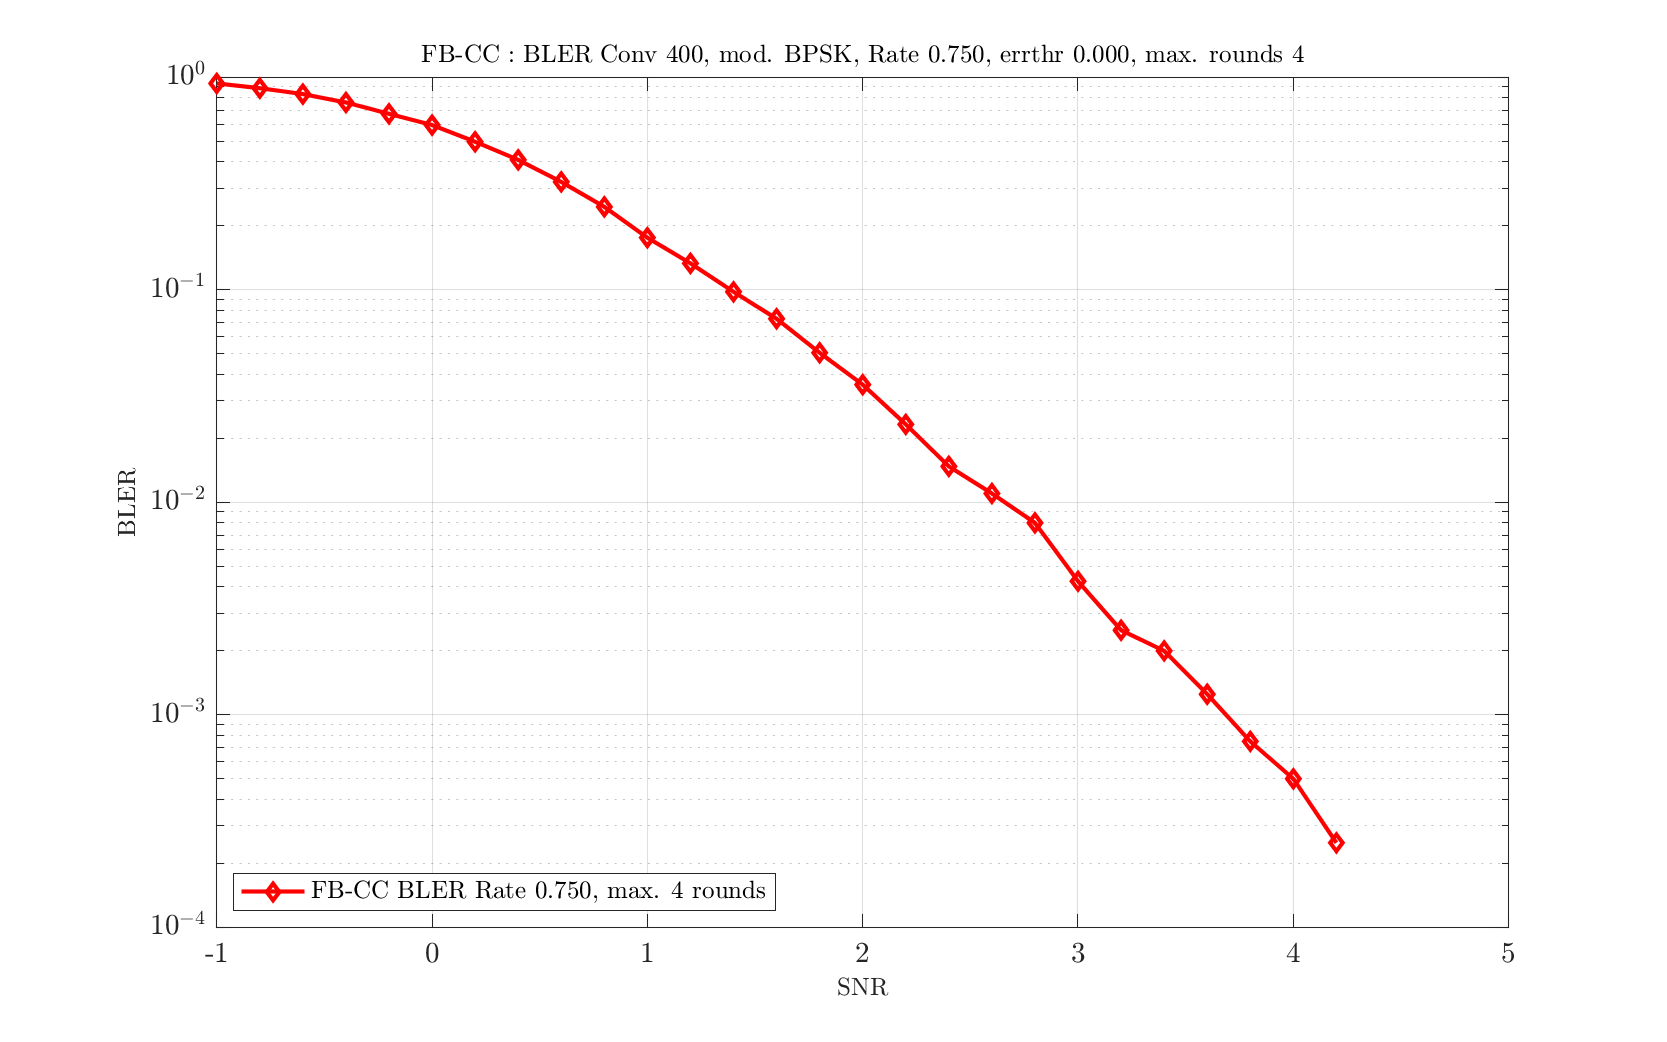 FB-CC : BLER Conv 400, mod. BPSK, Rate 0.750, errthr 0.000, max. rounds 4
10^0
10^-1
10^-2
10^-3
10^-4
BLER
FB-CC BLER Rate 0.750, max. 4 rounds
-1 0 1 2 3 4 5
SNR